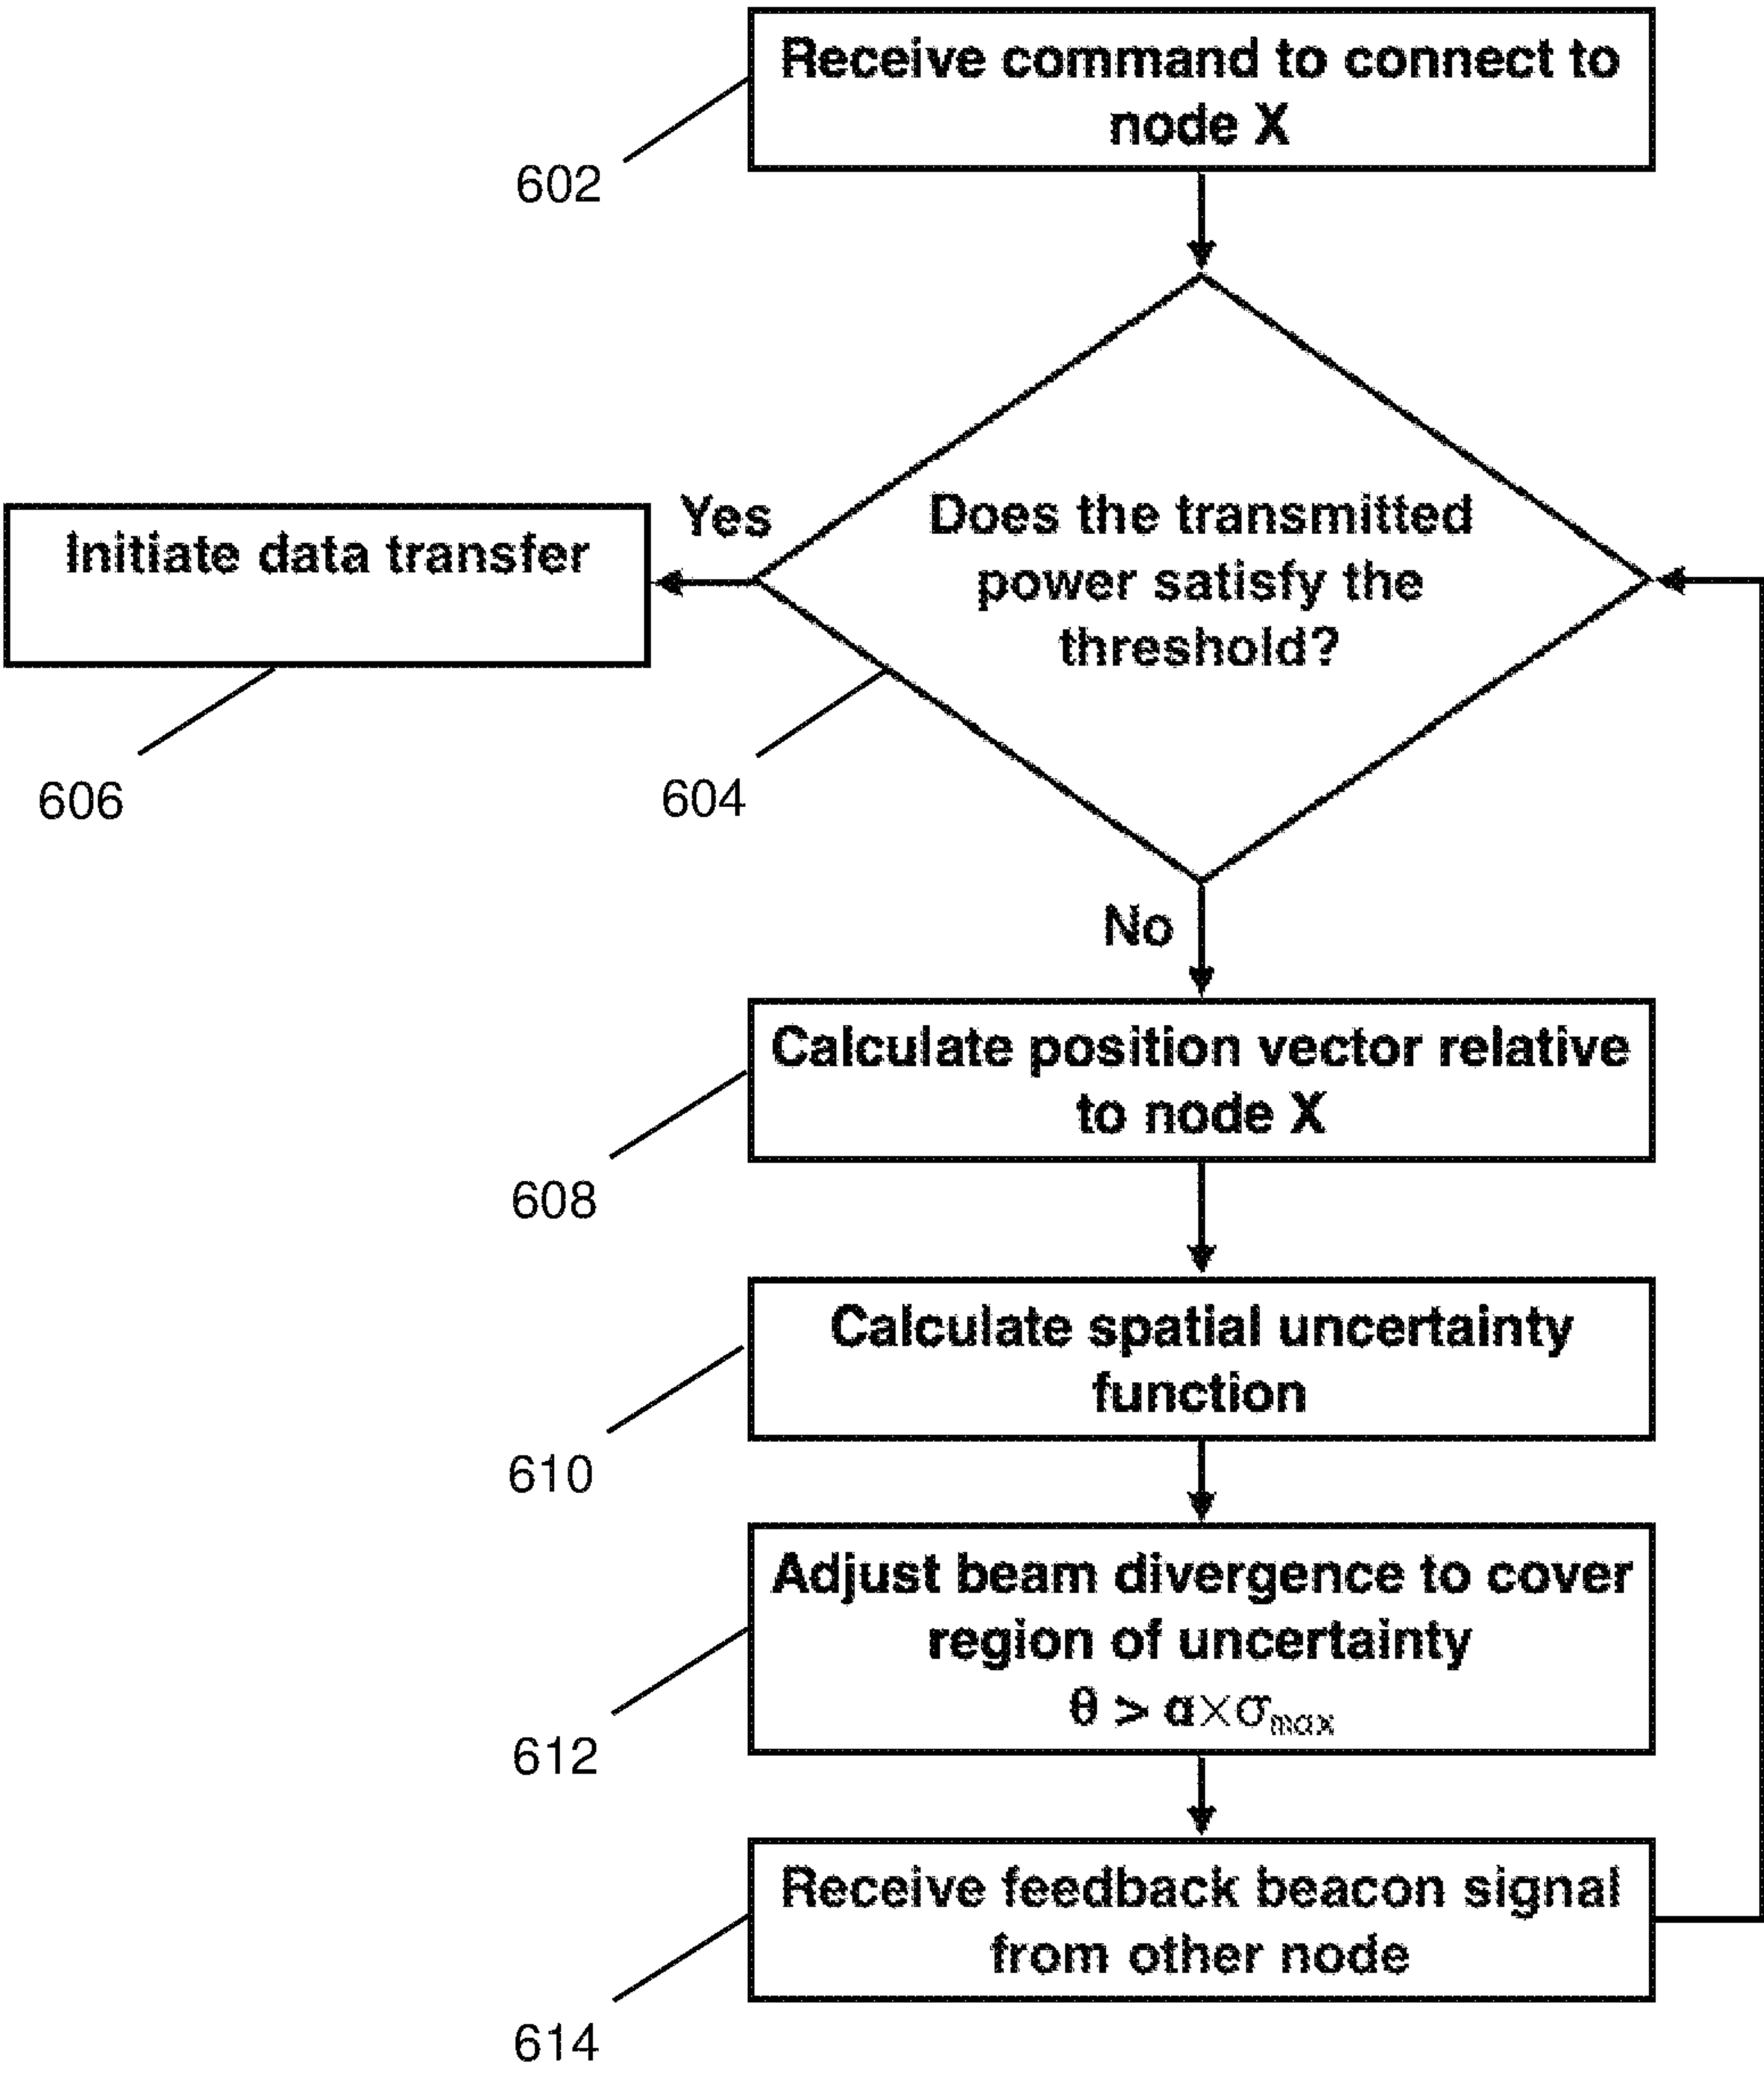 Receive command to connect to
node X
602
Does the transmitted
power satisfy the
threshold?
Yes
Initiate data transfer
606
604
No
Calculate position vector relative
to node X
608
Calculate spatial uncertainty
function
610
Adjust beam divergence to cover
region of uncertainty
θ > α×σmax
612
Receive feedback beacon signal
from other node
614